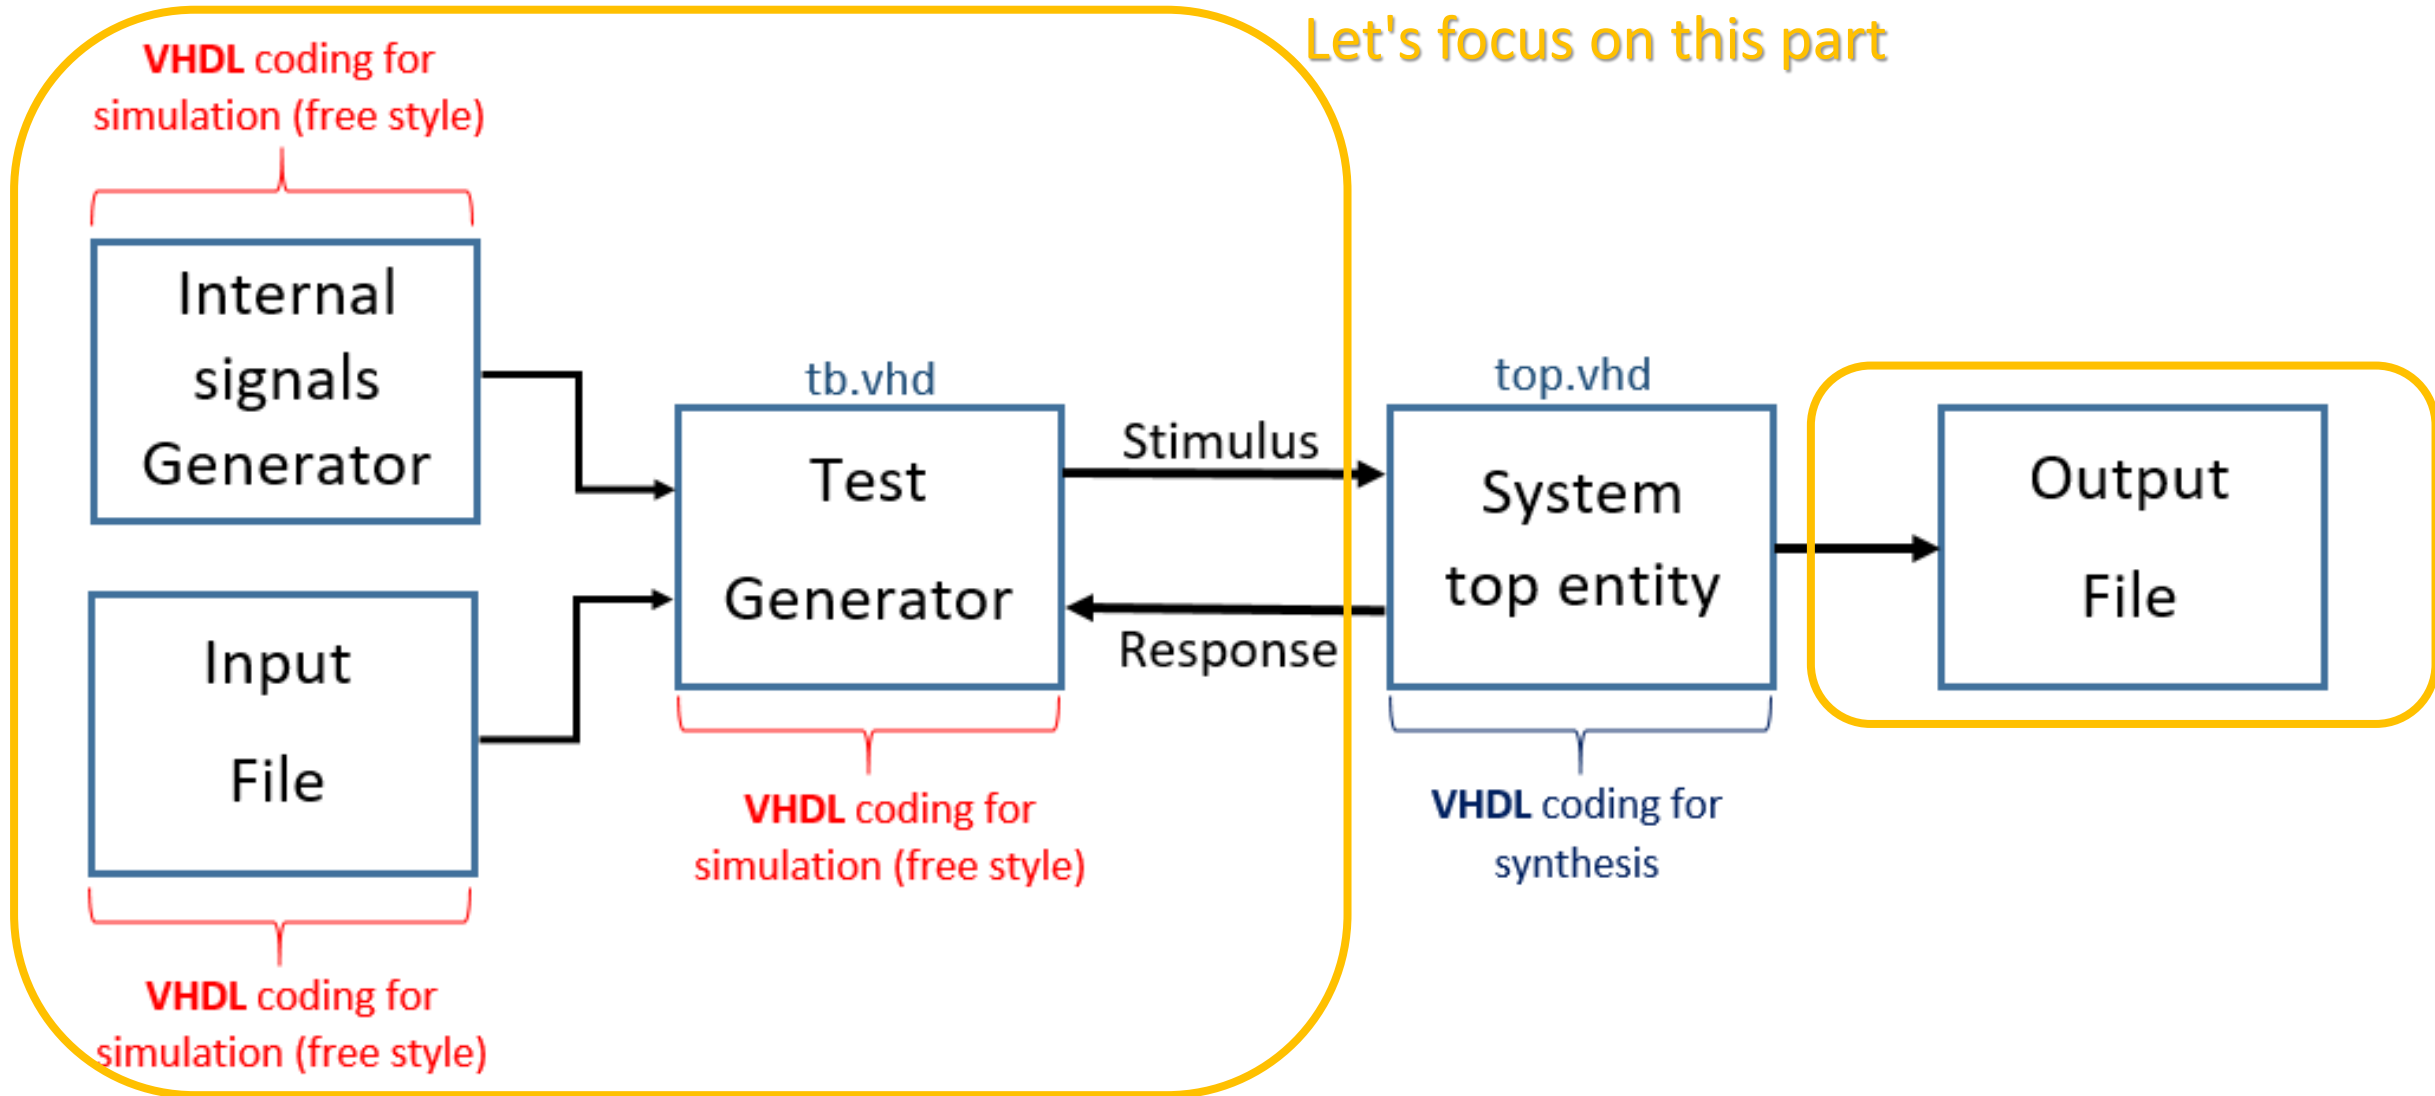 Let's focus on this part
VHDL coding for
simulation (free style)
Internal
signals
Generator
Input
File
VHDL coding for
simulation (free style)
tb.vhd
Test
Generator
VHDL coding for
simulation (free style)
Stimulus
Response
top.vhd
System
top entity
VHDL coding for
synthesis
Output
File